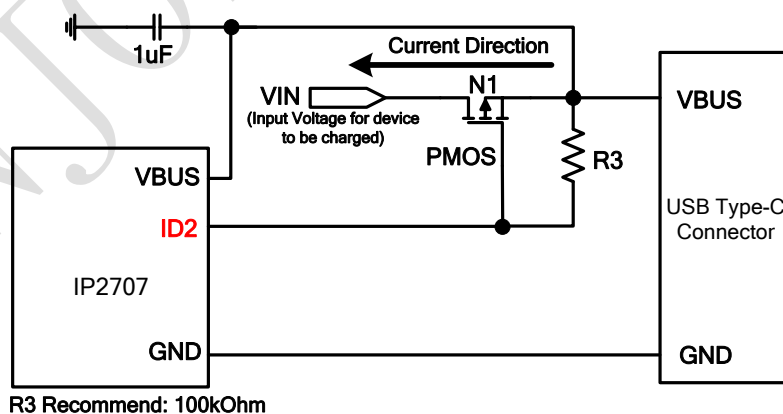 1uF
Current Direction
VIN
(Input Voltage for device
to be charged)
N1
PMOS
R3
VBUS
USB Type-C
Connector
GND
VBUS
ID2
IP2707
GND
R3 Recommend: 100kOhm